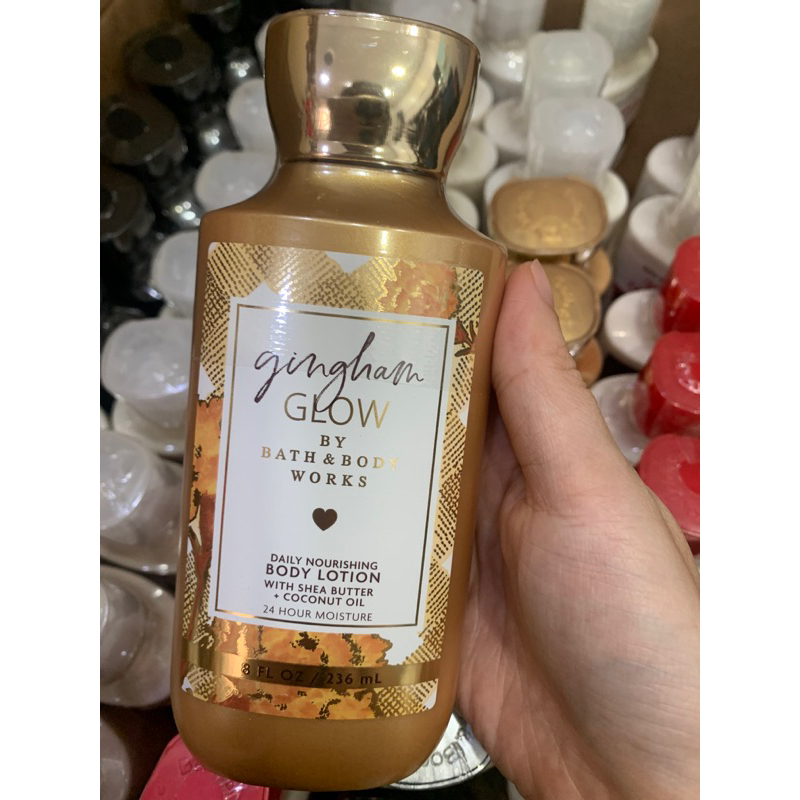 gingham
GLOW
BY
BATH & BODY
WORKS
DAILY NOURISHING
BODY LOTION
WITH SHEA BUTTER
+ COCONUT OIL
24 HOUR MOISTURE
8 FL OZ / 236 mL